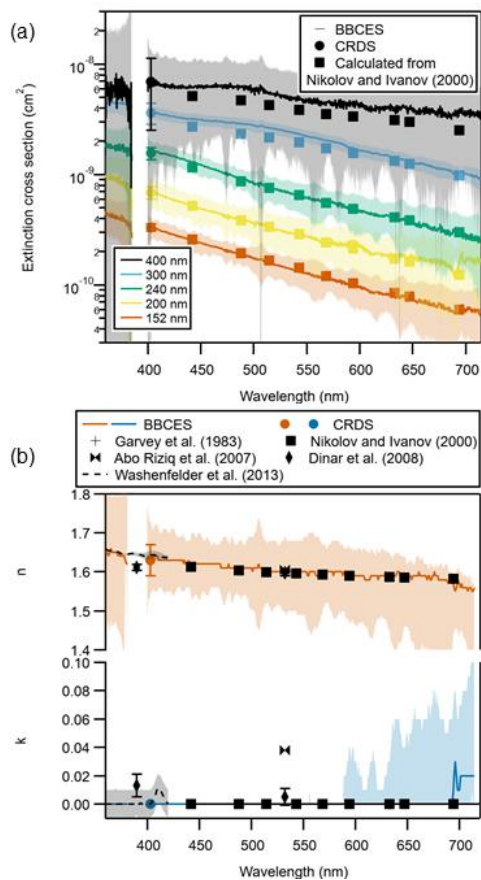 (a)
BBCES
CRDS
Calculated from
Nikolov and Ivanov (2000)
Extinction cross section (cm²)
10⁻⁸
8
6
4
2
10⁻⁹
8
6
4
2
10⁻¹⁰
8
6
4
400 nm
300 nm
240 nm
200 nm
152 nm
400 450 500 550 600 650 700
Wavelength (nm)
(b)
BBCES CRDS
Garvey et al. (1983) Nikolov and Ivanov (2000)
Abo Riziq et al. (2007) Dinar et al. (2008)
Washenfelder et al. (2013)
n
1.8
1.7
1.6
1.5
1.4
k
0.10
0.08
0.06
0.04
0.02
0.00
400 450 500 550 600 650 700
Wavelength (nm)